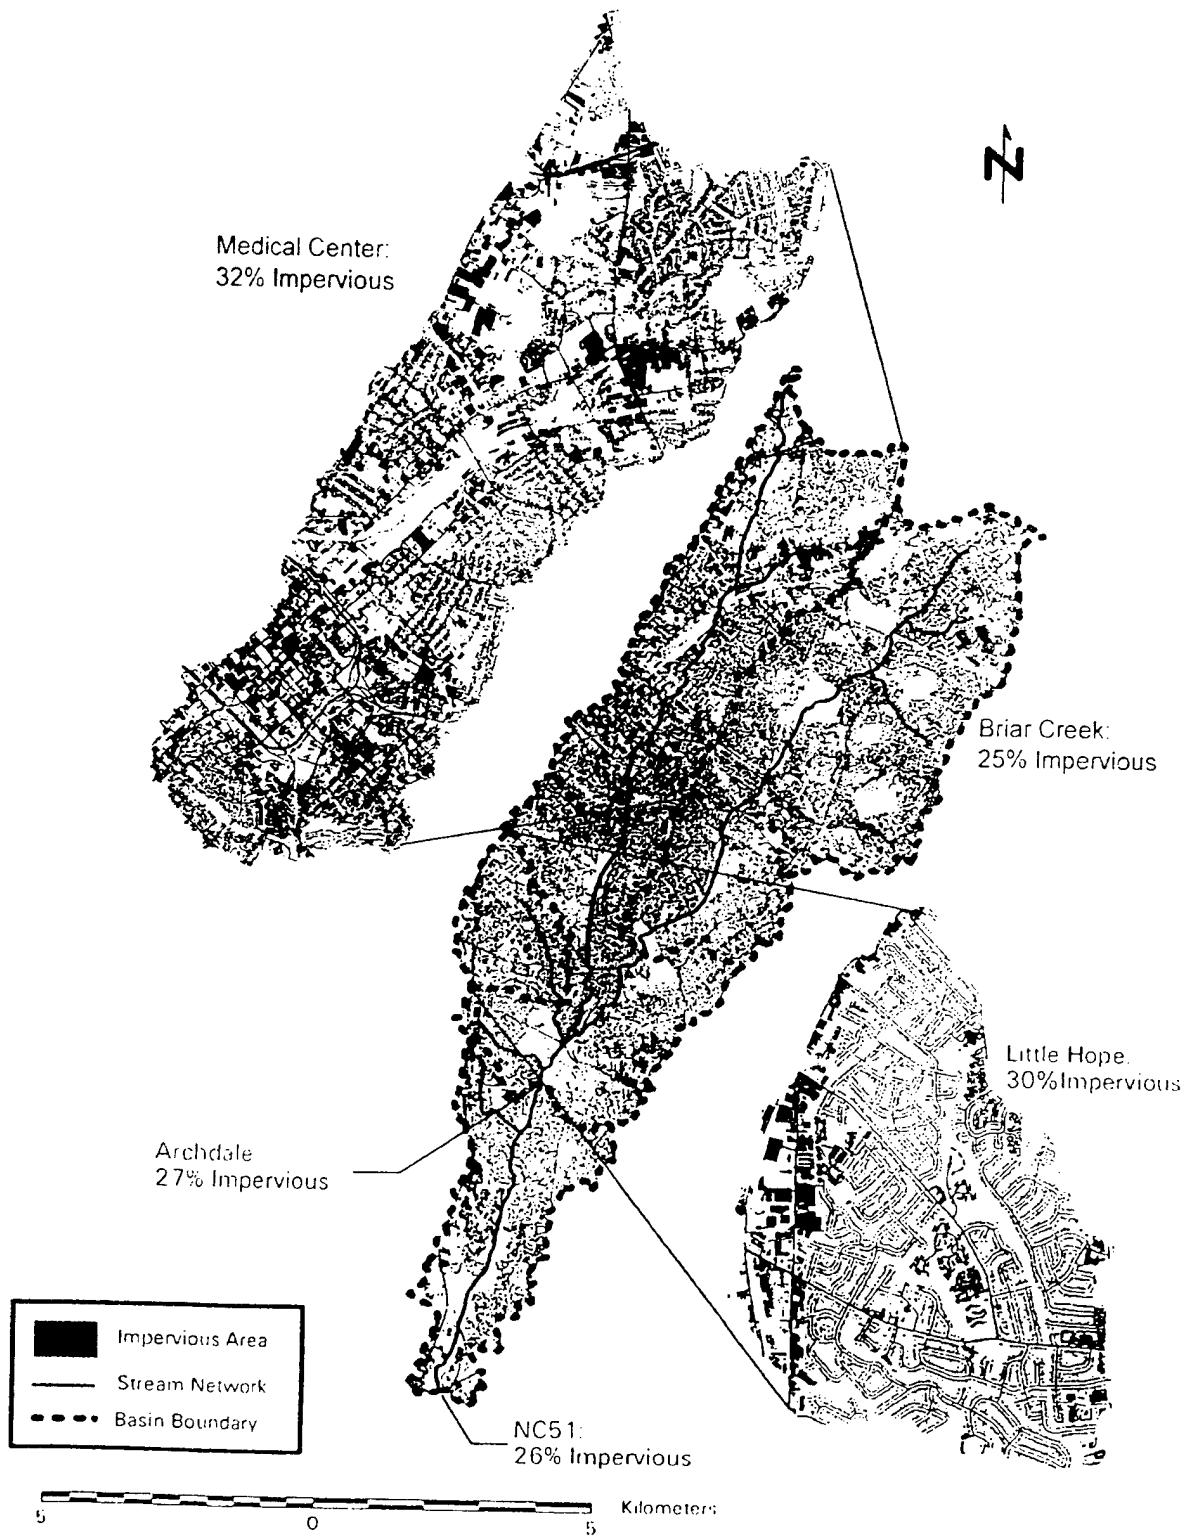 N
Medical Center:
32% Impervious
Briar Creek:
25% Impervious
Little Hope:
30%Impervious
Archdale
27% Impervious
Impervious Area
Stream Network
Basin Boundary
NC51:
26% Impervious
Kilometers
5 0 5